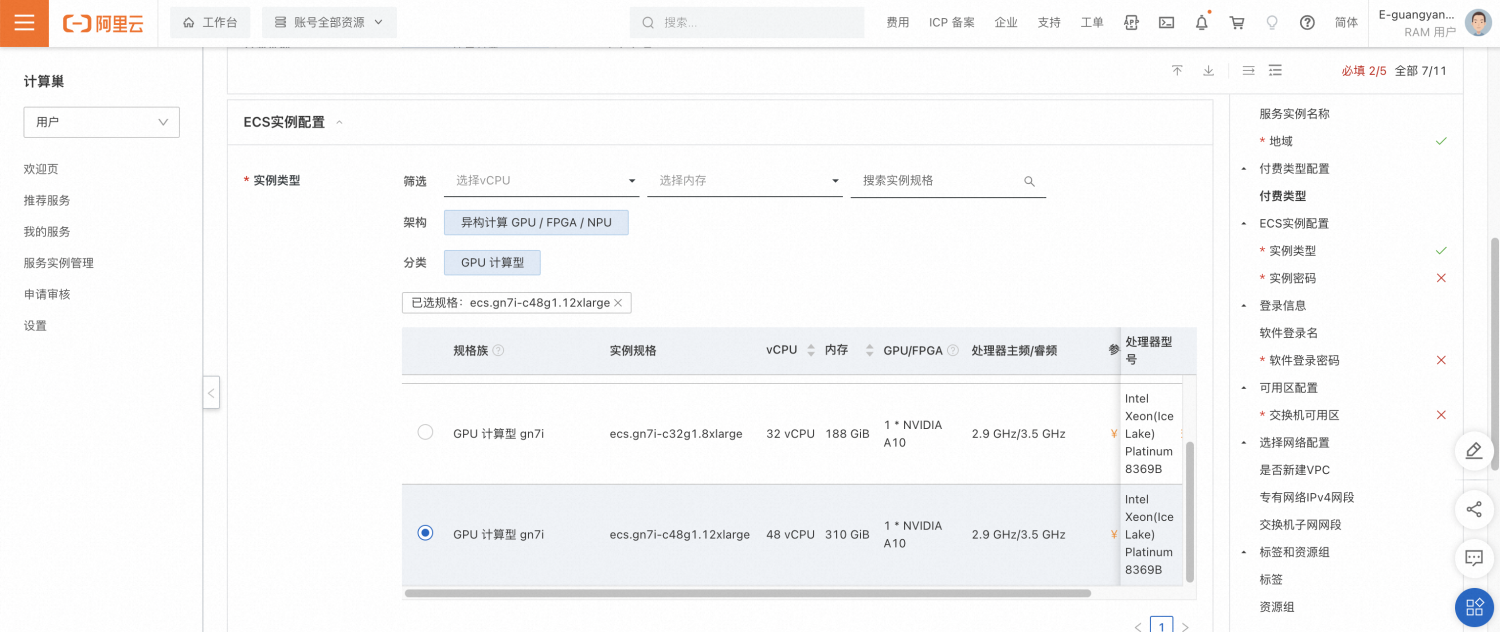 阿里云
工作台
账号全部资源
搜索...
费用
ICP 备案
企业
支持
工单
简体
E-guangyan...
RAM 用户
计算巢
用户
欢迎页
推荐服务
我的服务
服务实例管理
申请审核
设置
必填 2/5 全部 7/11
ECS实例配置
* 实例类型
筛选
选择vCPU
选择内存
搜索实例规格
架构
异构计算 GPU / FPGA / NPU
分类
GPU 计算型
已选规格：ecs.gn7i-c48g1.12xlarge
规格族 实例规格 vCPU 内存 GPU/FPGA 处理器主频/睿频 参 处理器型
号
GPU 计算型 gn7i ecs.gn7i-c32g1.8xlarge 32 vCPU 188 GiB 1 * NVIDIA
A10
2.9 GHz/3.5 GHz ¥
Intel
Xeon(Ice
Lake)
Platinum
8369B
GPU 计算型 gn7i ecs.gn7i-c48g1.12xlarge 48 vCPU 310 GiB 1 * NVIDIA
A10
2.9 GHz/3.5 GHz ¥
Intel
Xeon(Ice
Lake)
Platinum
8369B
1
服务实例名称
* 地域
付费类型配置
付费类型
ECS实例配置
* 实例类型
* 实例密码
登录信息
软件登录名
* 软件登录密码
可用区配置
* 交换机可用区
选择网络配置
是否新建VPC
专有网络IPv4网段
交换机子网网段
标签和资源组
标签
资源组